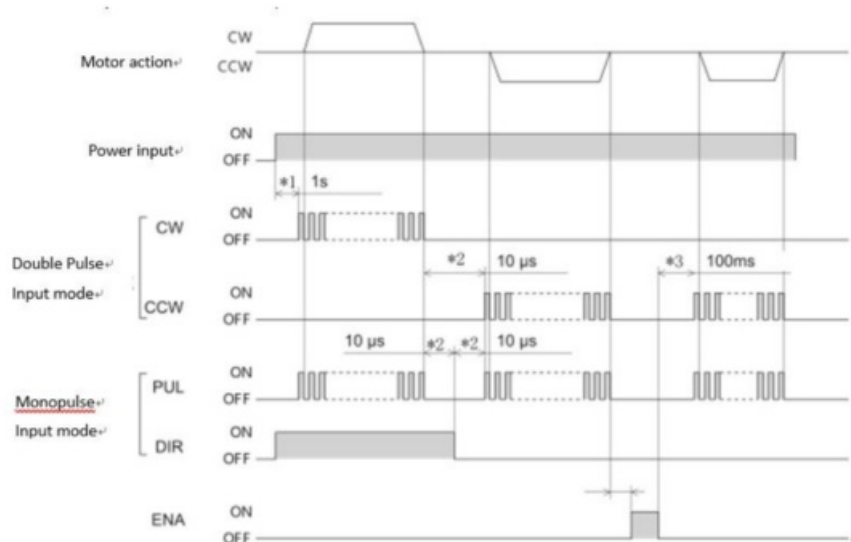 CW
Motor action
CCW
Power input
ON
OFF
*1 1s
Double Pulse
Input mode
CW
ON
OFF
*2 10 μs
*3 100ms
CCW
ON
OFF
10 μs *2 *2 10 μs
Monopulse
Input mode
PUL
ON
OFF
DIR
ON
OFF
ENA
ON
OFF